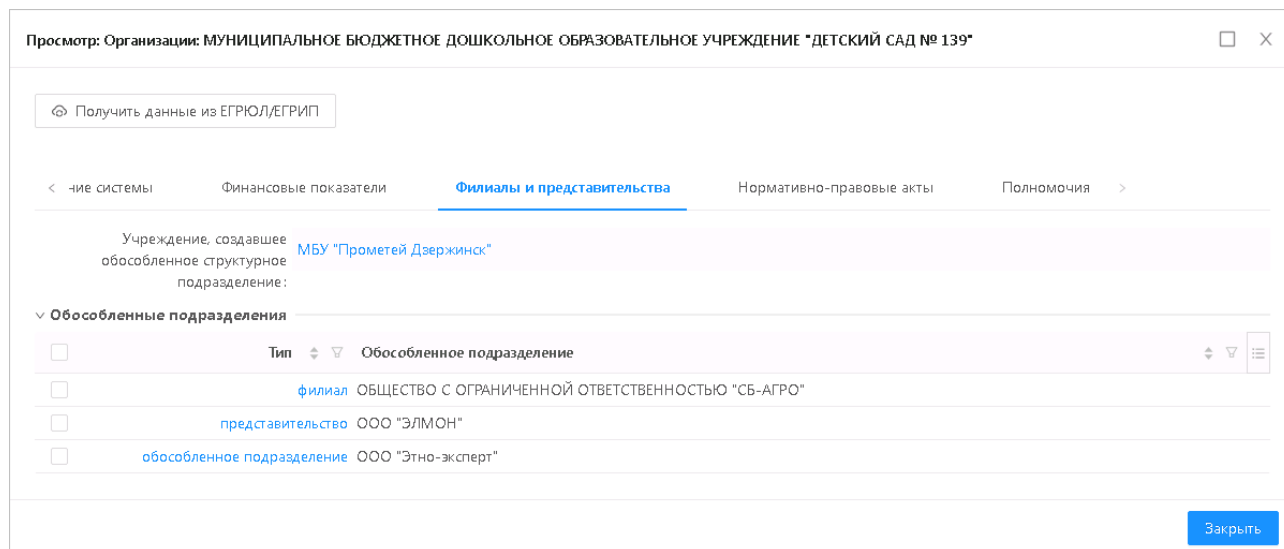 Просмотр: Организации: МУНИЦИПАЛЬНОЕ БЮДЖЕТНОЕ ДОШКОЛЬНОЕ ОБРАЗОВАТЕЛЬНОЕ УЧРЕЖДЕНИЕ "ДЕТСКИЙ САД № 139"
Получить данные из ЕГРЮЛ/ЕГРИП
ние системы Финансовые показатели Филиалы и представительства Нормативно-правовые акты Полномочия
Учреждение, создавшее
обособленное структурное
подразделение:
МБУ "Прометей Дзержинск"
Обособленные подразделения
Тип Обособленное подразделение
филиал ОБЩЕСТВО С ОГРАНИЧЕННОЙ ОТВЕТСТВЕННОСТЬЮ "СБ-АГРО"
представительство ООО "ЭЛМОН"
обособленное подразделение ООО "Этно-эксперт"
Закрыть